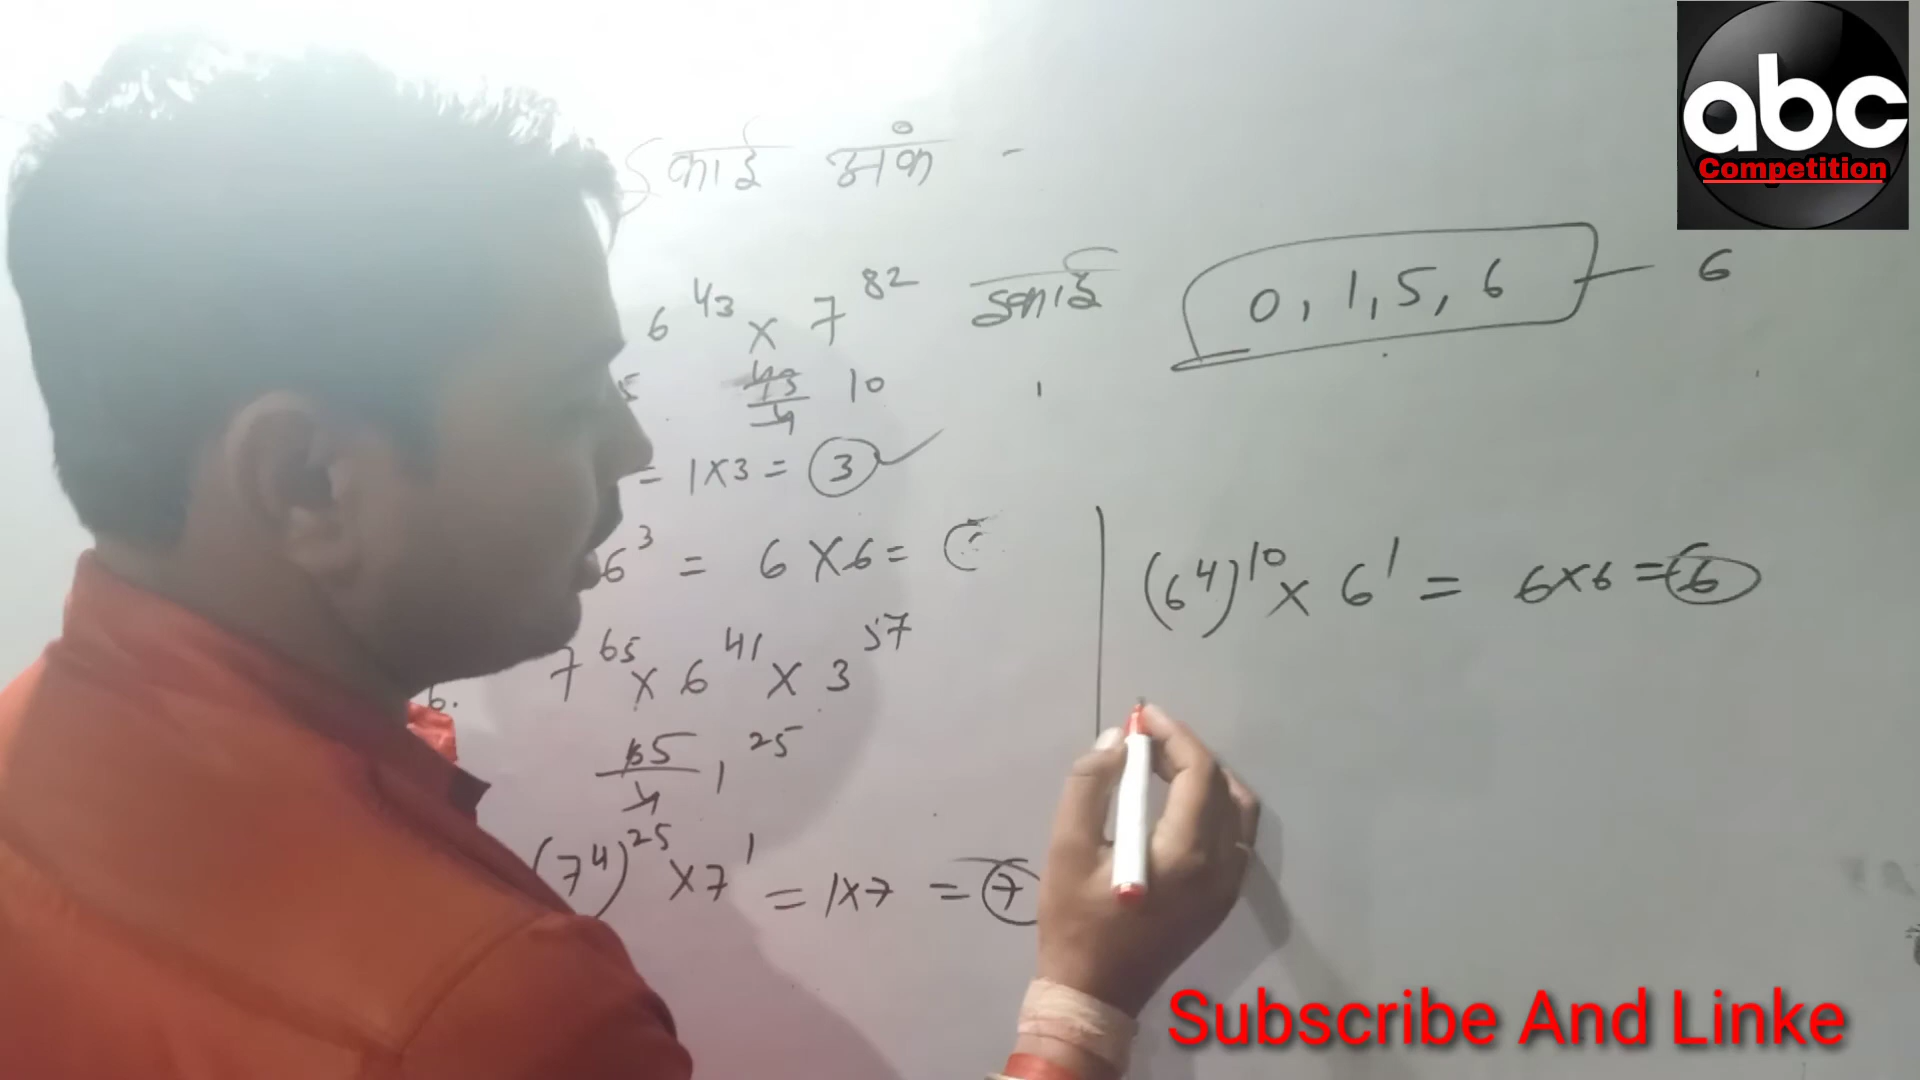 abc
Competition
इकाई अंक -
6^43 × 7^82 इकाई
0, 1, 5, 6 — 6
10
= 1×3 = 3
6^3 = 6×6 =
(6^4)^10 × 6^1 = 6×6 = 6
6. 7^65 × 6^41 × 3^57
65/4 1 25
(7^4)^25 × 7^1 = 1×7 = 7
Subscribe And Linke